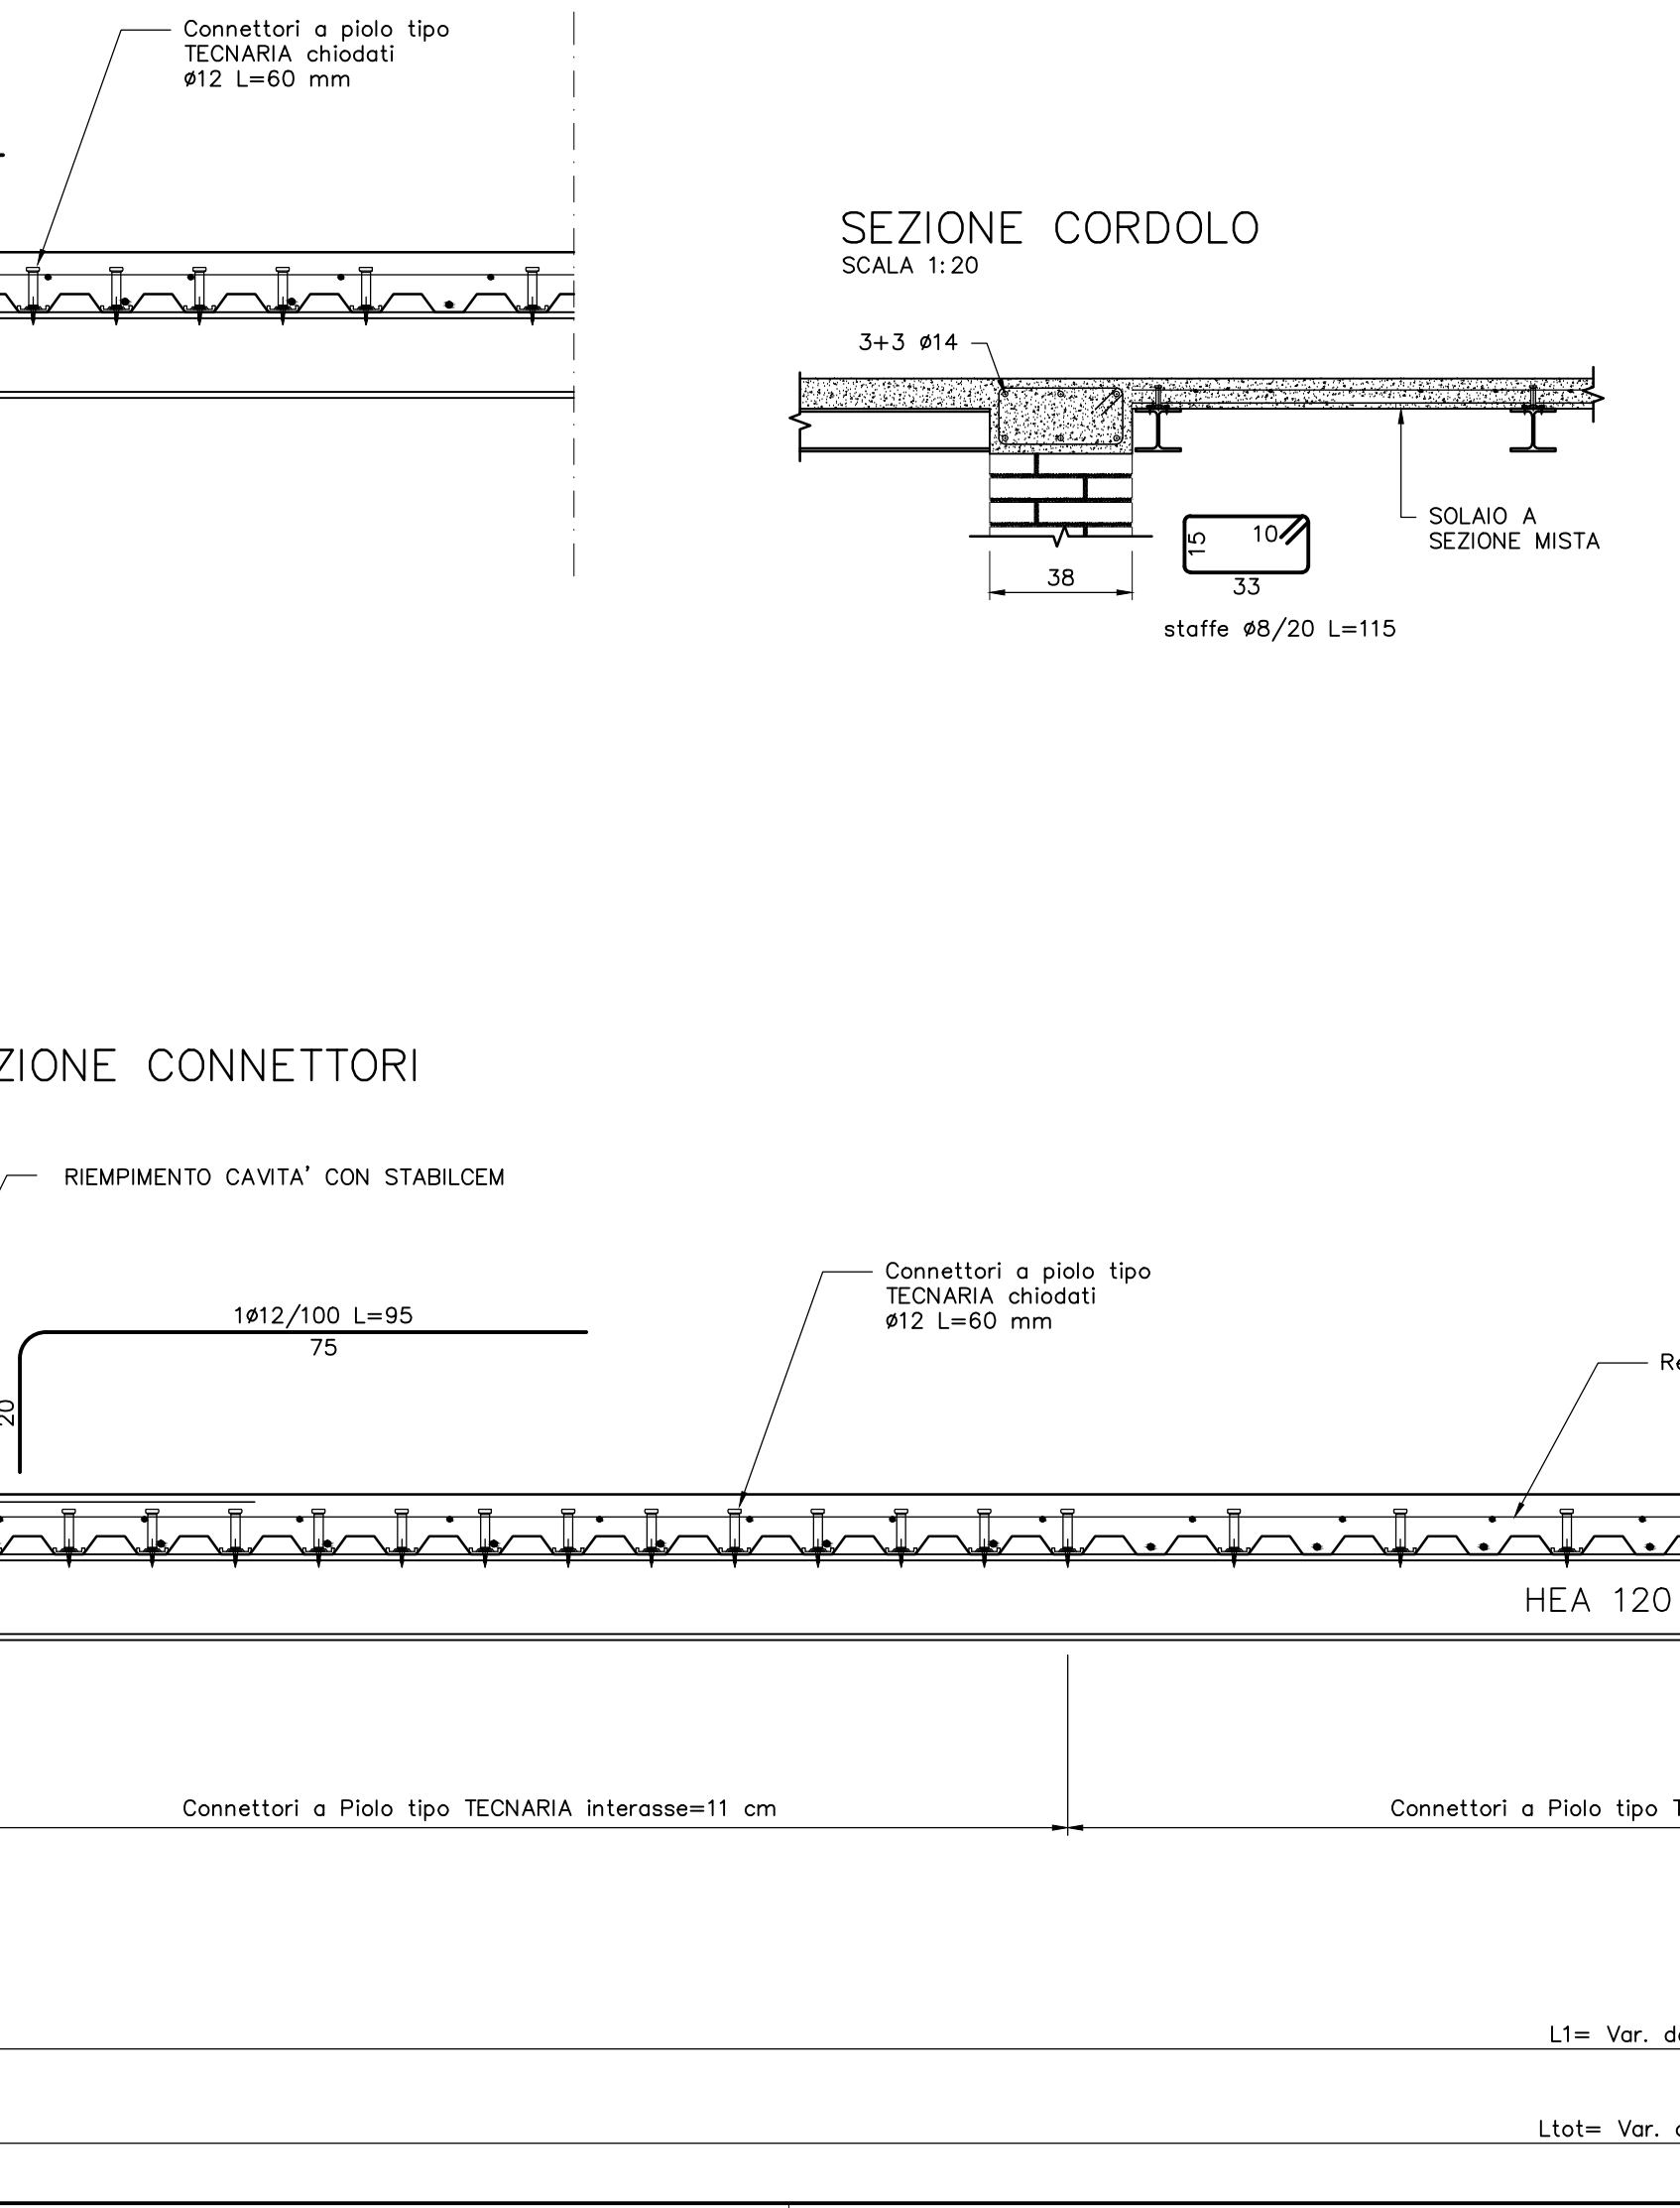 Connettori a piolo tipo
TECNARIA chiodati
ø12 L=60 mm
SEZIONE CORDOLO
SCALA 1:20
3+3 ø14
SOLAIO A
SEZIONE MISTA
15
10
33
38
staffe ø8/20 L=115
ZIONE CONNETTORI
RIEMPIMENTO CAVITA' CON STABILCEM
1ø12/100 L=95
75
20
Connettori a piolo tipo
TECNARIA chiodati
ø12 L=60 mm
HEA 120
Connettori a Piolo tipo TECNARIA interasse=11 cm
Connettori a Piolo tipo
L1= Var.
Ltot= Var.